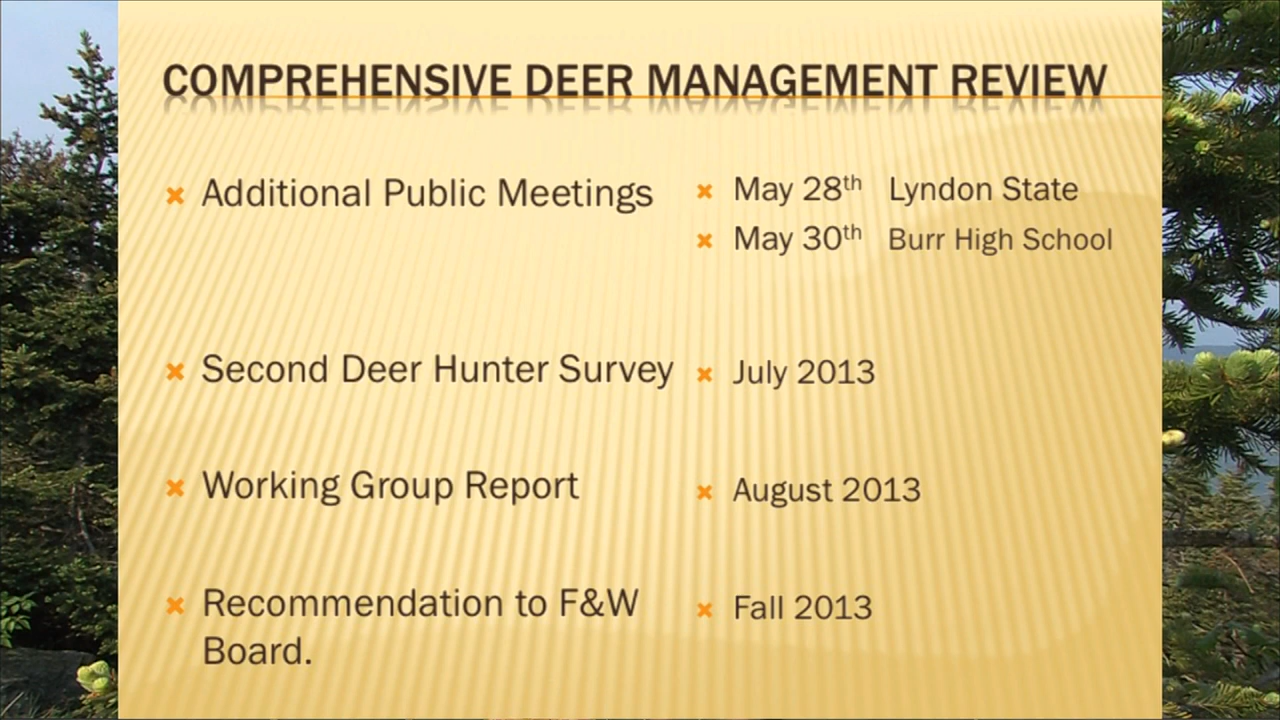 COMPREHENSIVE DEER MANAGEMENT REVIEW
Additional Public Meetings
May 28th Lyndon State
May 30th Burr High School
Second Deer Hunter Survey
July 2013
Working Group Report
August 2013
Recommendation to F&W
Board.
Fall 2013